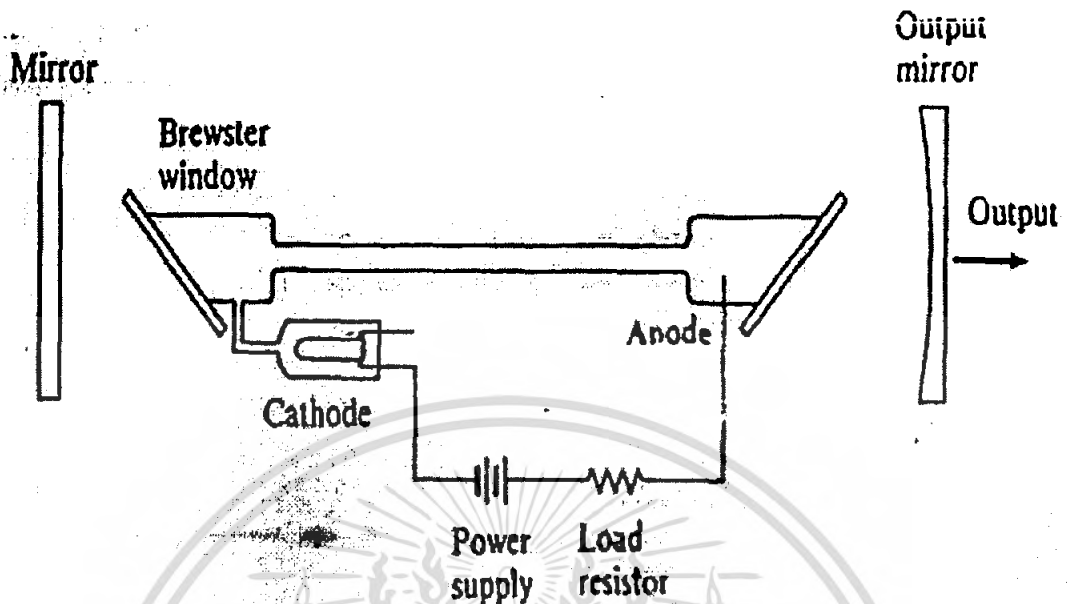 Mirror
Output
mirror
Brewster
window
Output
Anode
Cathode
Power
supply
Load
resistor